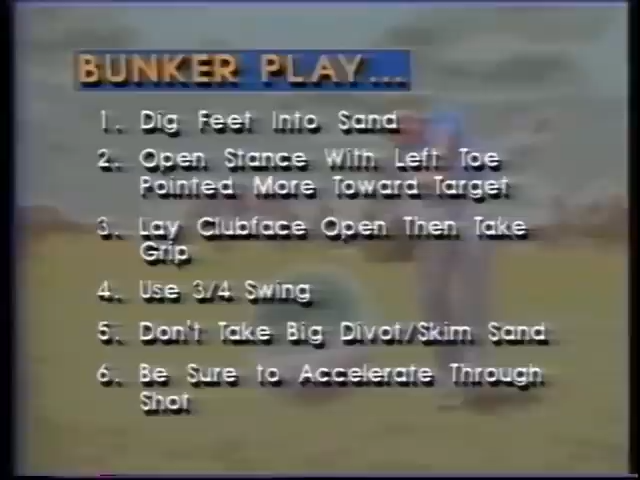 BUNKER PLAY...
1. Dig Feet Into Sand
2. Open Stance With Left Toe
Pointed More Toward Target
3. Lay Clubface Open Then Take
Grip
4. Use 3/4 Swing
5. Don't Take Big Divot/Skim Sand
6. Be Sure to Accelerate Through
Shot